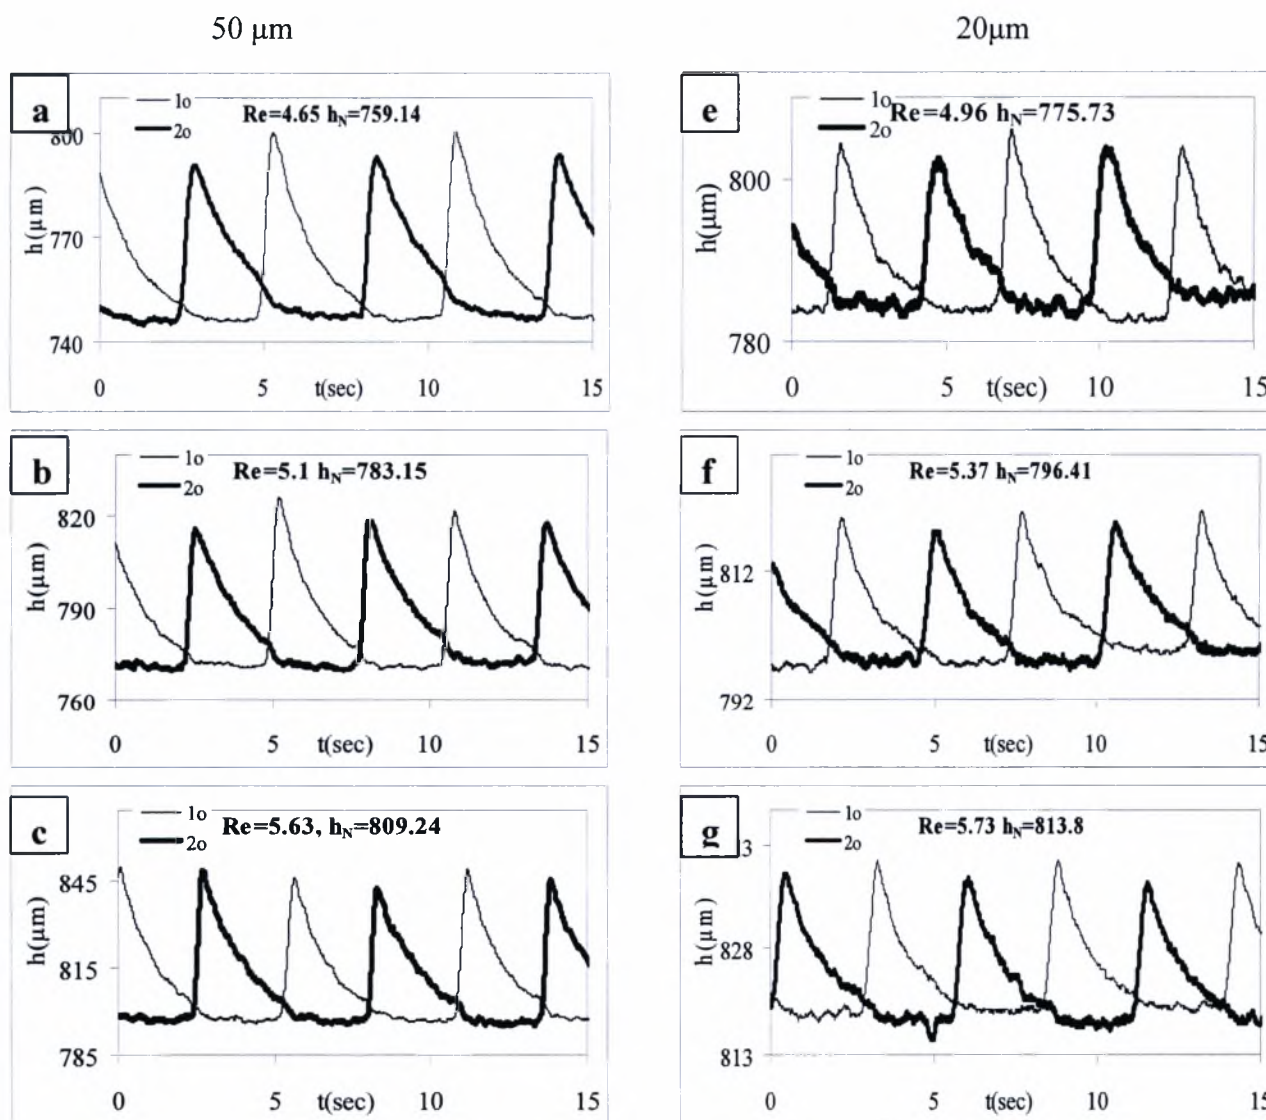 50 μm
20μm
a
1o
2o
Re=4.65 h_N=759.14
800
770
740
h(μm)
0
5
t(sec)
10
15
e
1o
2o
Re=4.96 h_N=775.73
800
780
h(μm)
0
5
t(sec)
10
15
b
1o
2o
Re=5.1 h_N=783.15
820
790
760
h(μm)
0
5
t(sec)
10
15
f
1o
2o
Re=5.37 h_N=796.41
812
792
h(μm)
0
5
t(sec)
10
15
c
1o
2o
Re=5.63, h_N=809.24
845
815
785
h(μm)
0
5
t(sec)
10
15
g
1o
2o
Re=5.73 h_N=813.8
3
828
813
h(μm)
0
5
t(sec)
10
15